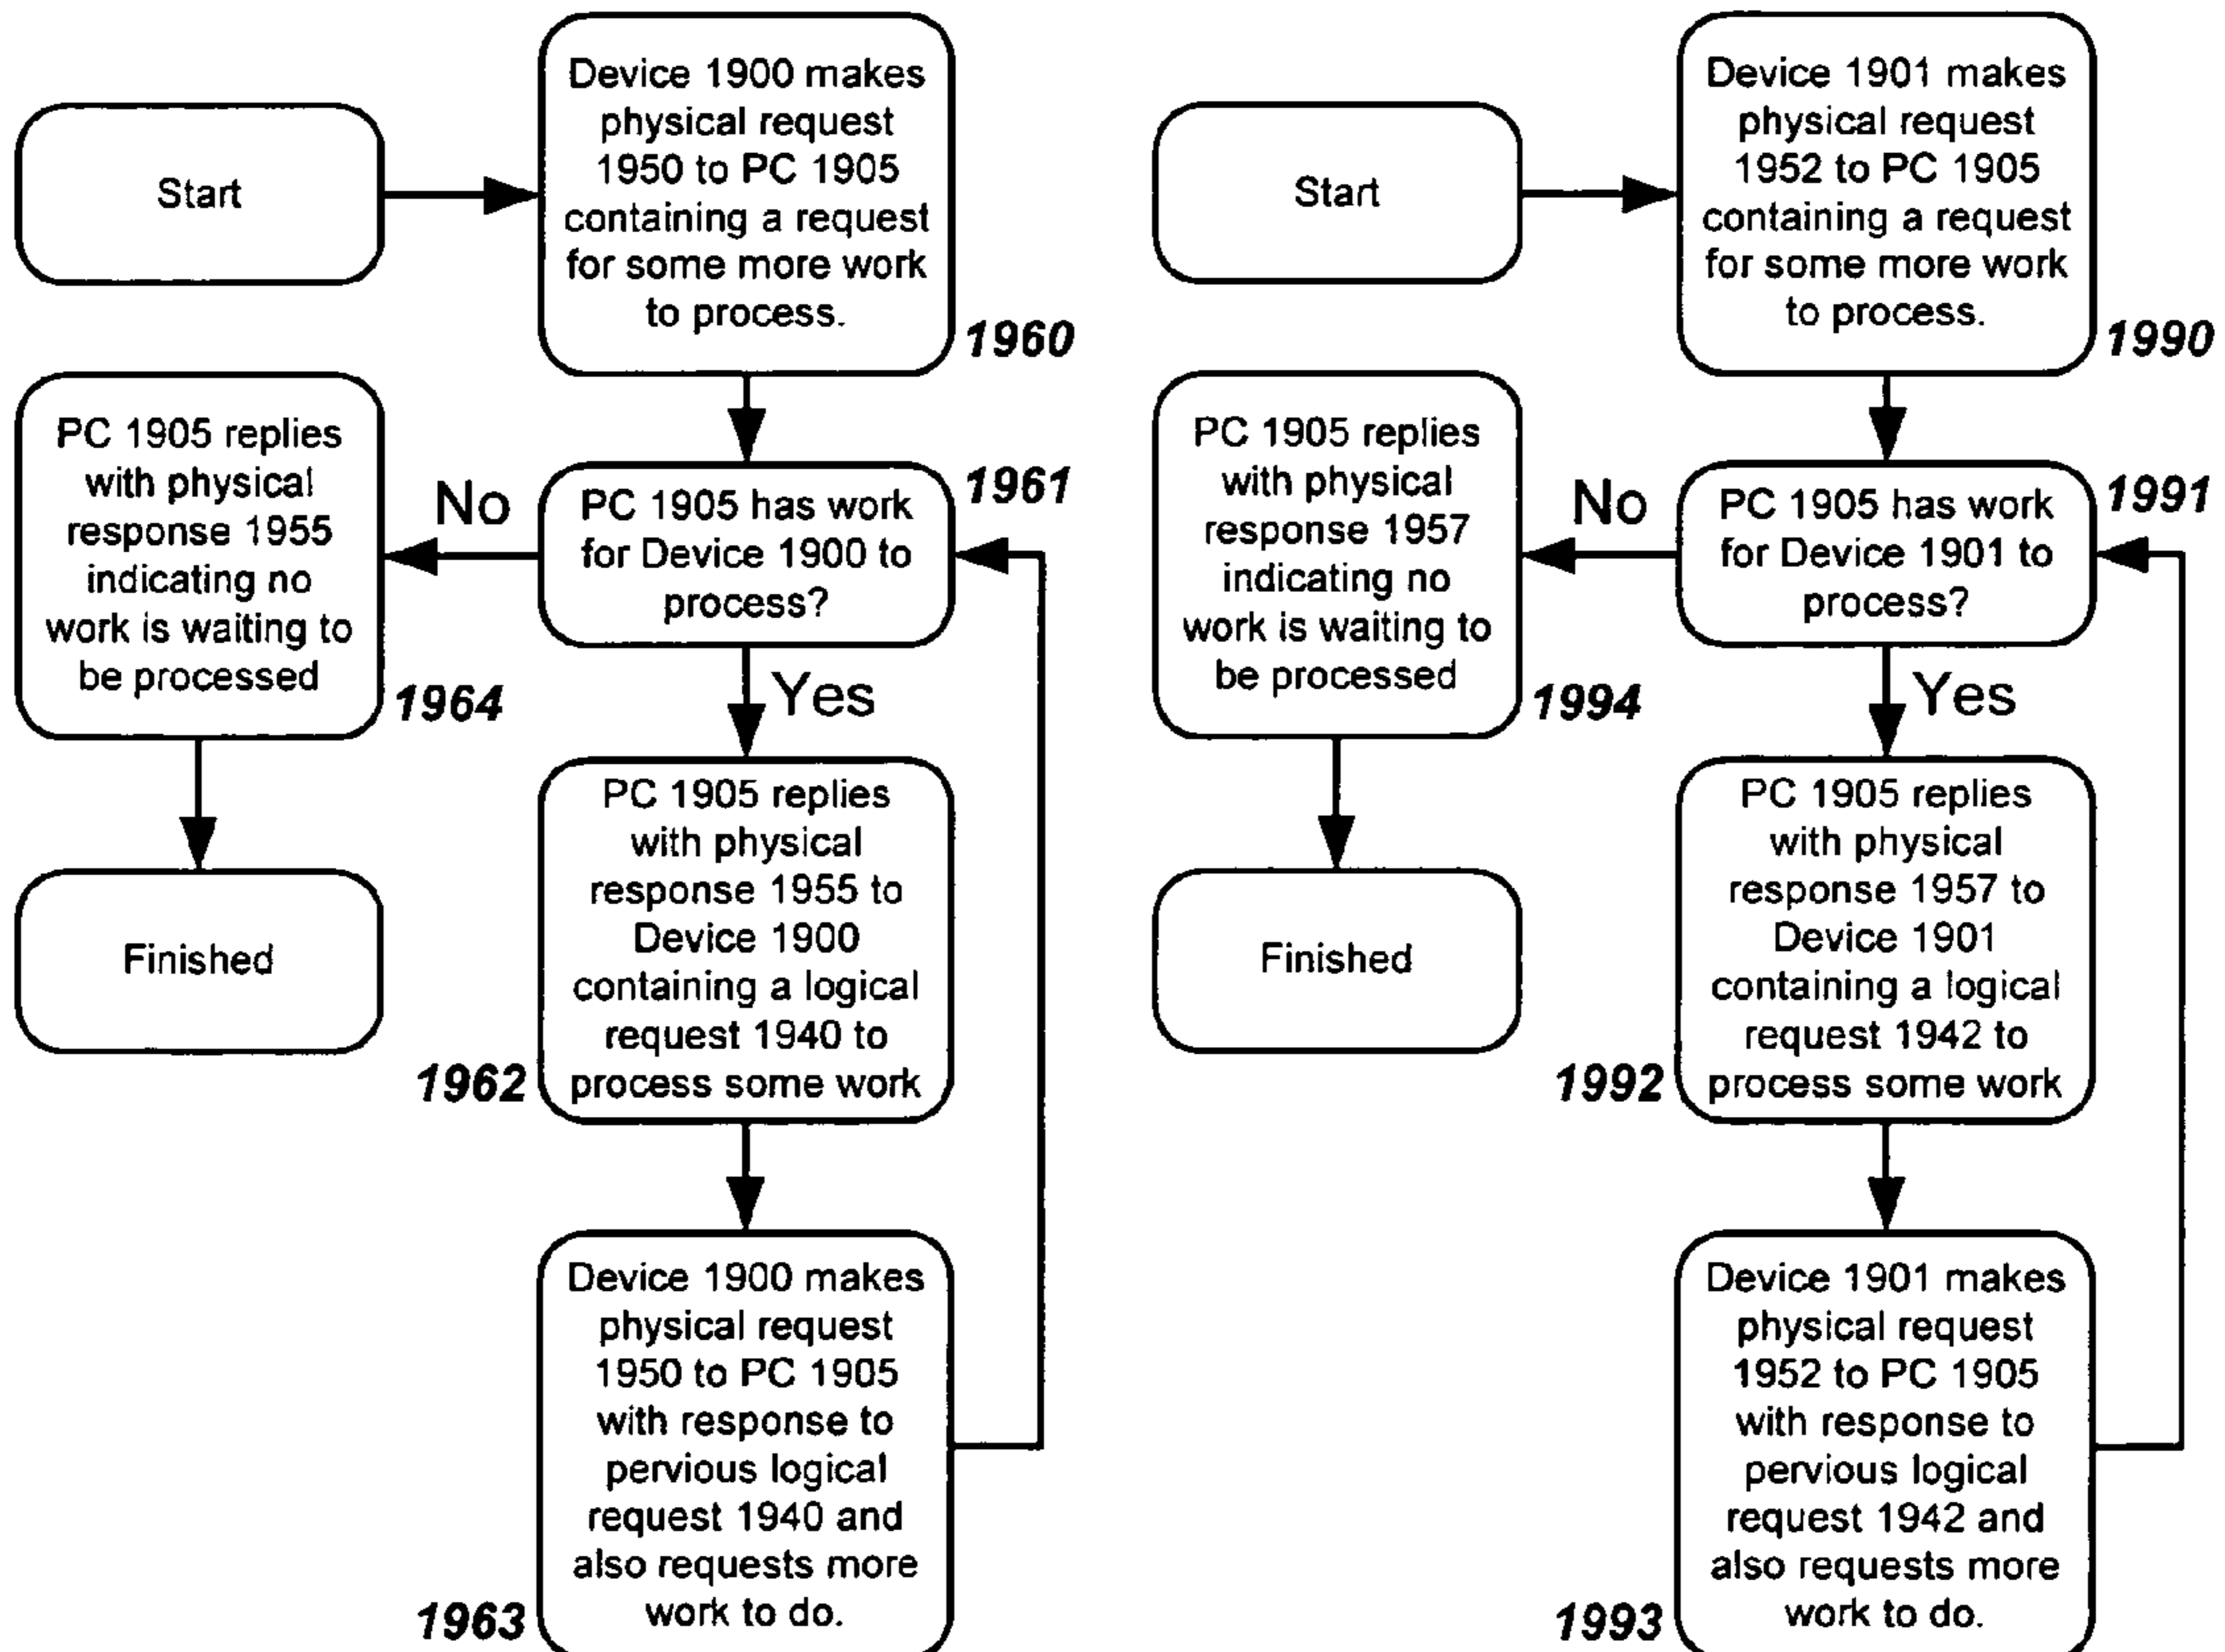 Start
Device 1900 makes
physical request
1950 to PC 1905
containing a request
for some more work
to process.
1960
PC 1905 has work
for Device 1900 to
process?
1961
No
PC 1905 replies
with physical
response 1955
indicating no
work is waiting to
be processed
1964
Finished
Yes
PC 1905 replies
with physical
response 1955 to
Device 1900
containing a logical
request 1940 to
process some work
1962
Device 1900 makes
physical request
1950 to PC 1905
with response to
pervious logical
request 1940 and
also requests more
work to do.
1963
Start
Device 1901 makes
physical request
1952 to PC 1905
containing a request
for some more work
to process.
1990
PC 1905 has work
for Device 1901 to
process?
1991
No
PC 1905 replies
with physical
response 1957
indicating no
work is waiting to
be processed
1994
Finished
Yes
PC 1905 replies
with physical
response 1957 to
Device 1901
containing a logical
request 1942 to
process some work
1992
Device 1901 makes
physical request
1952 to PC 1905
with response to
pervious logical
request 1942 and
also requests more
work to do.
1993